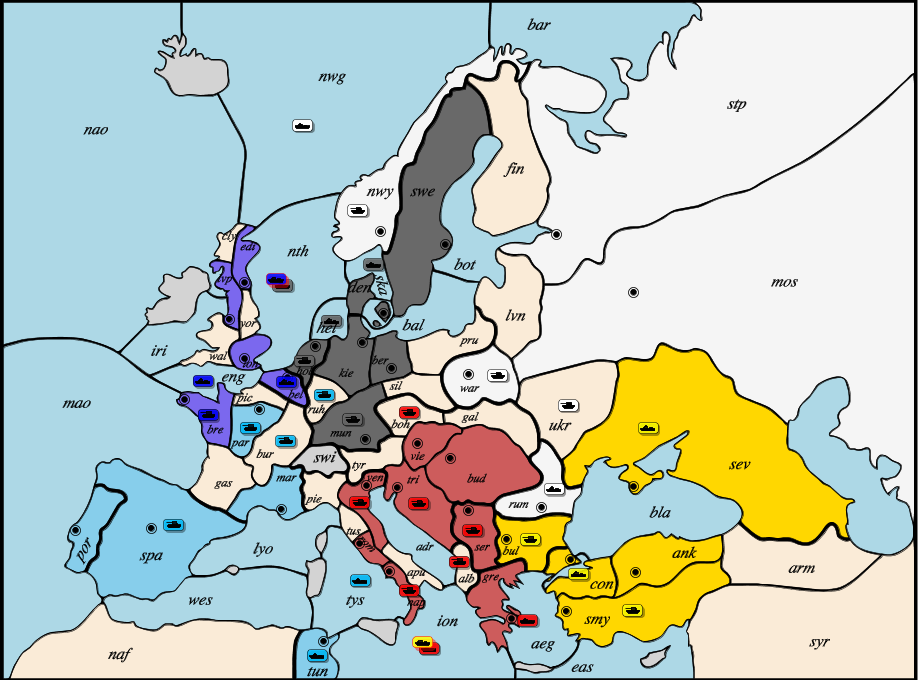 bar
nwg
stp
nao
fin
nwy
swe
cly
edi
nth
bot
mos
lvp
ska
den
lvn
hel
bal
yor
iri
wal
pru
lon
hol
kie
ber
eng
war
mao
bel
sil
pic
ruh
bre
boh
gal
ukr
par
mun
bur
vie
swi
tyr
sev
gas
mar
ven
tri
bud
pie
rum
bla
tus
por
spa
lyo
rom
adr
ser
bul
ank
apu
alb
gre
con
arm
wes
tys
nap
smy
ion
naf
aeg
syr
tun
eas